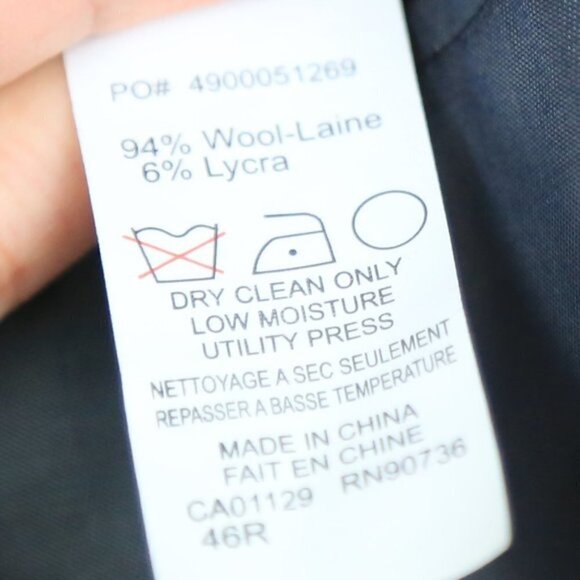 PO# 4900051269
94% Wool-Laine
6% Lycra
DRY CLEAN ONLY
LOW MOISTURE
UTILITY PRESS
NETTOYAGE A SEC SEULEMENT
REPASSER A BASSE TEMPERATURE
MADE IN CHINA
FAIT EN CHINE
CA01129 RN90736
46R